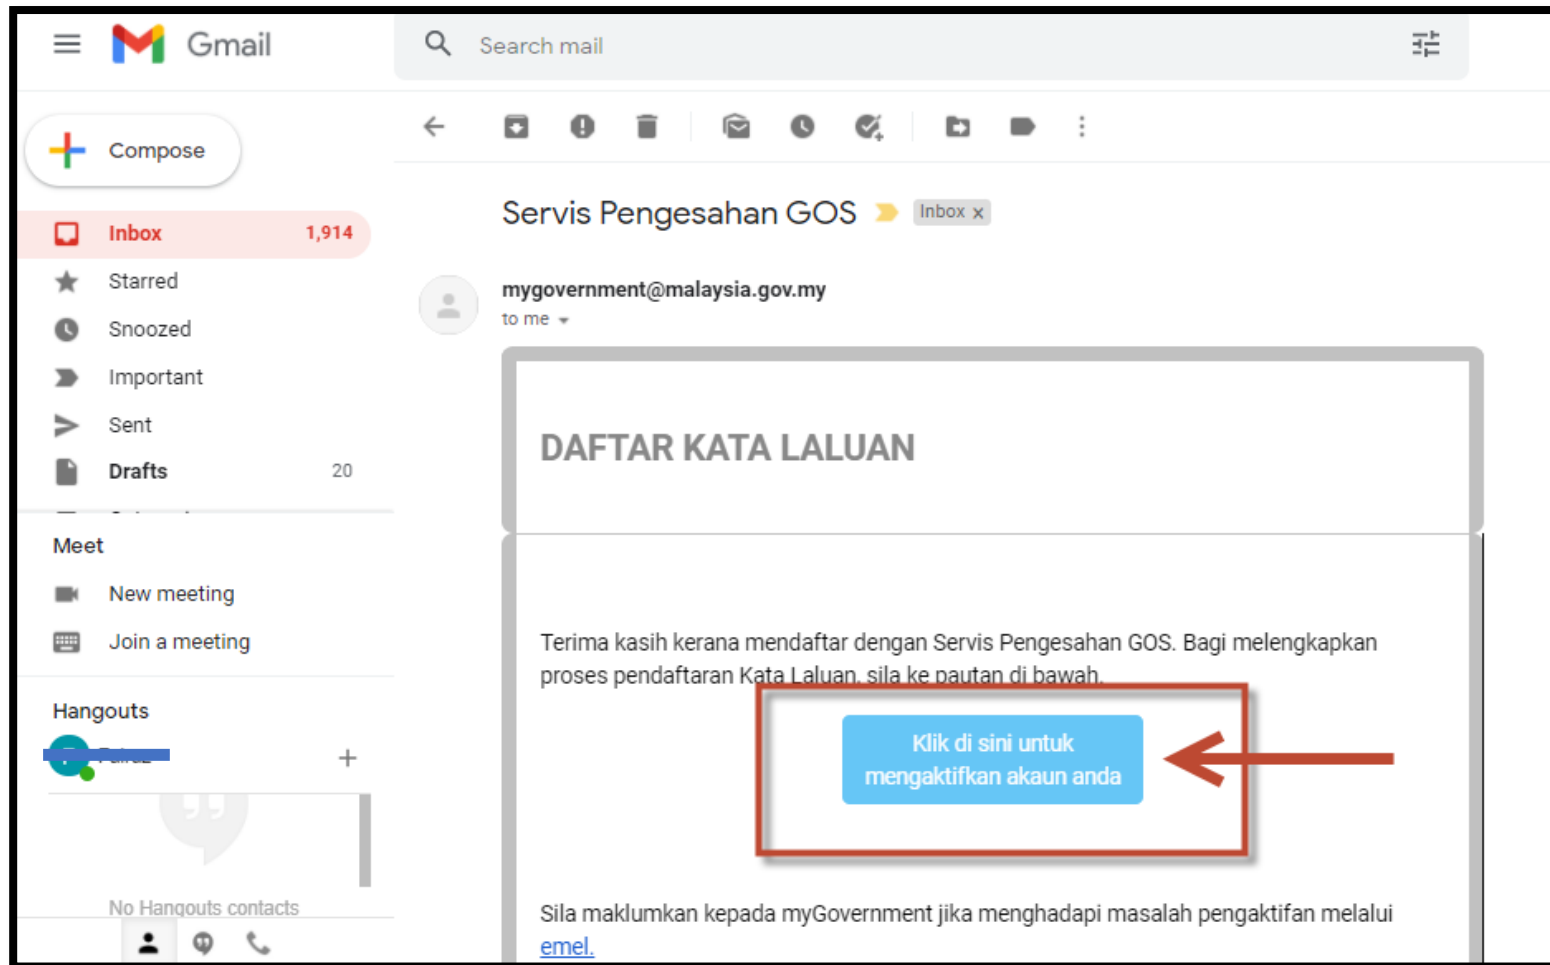 Gmail
Search mail
Compose
Servis Pengesahan GOS
Inbox x
Inbox 1,914
Starred
Snoozed
Important
Sent
Drafts 20
Meet
New meeting
Join a meeting
Hangouts
No Hangouts contacts
mygovernment@malaysia.gov.my
to me
DAFTAR KATA LALUAN
Terima kasih kerana mendaftar dengan Servis Pengesahan GOS. Bagi melengkapkan
proses pendaftaran Kata Laluan, sila ke pautan di bawah.
Klik di sini untuk
mengaktifkan akaun anda
Sila maklumkan kepada myGovernment jika menghadapi masalah pengaktifan melalui
emel.